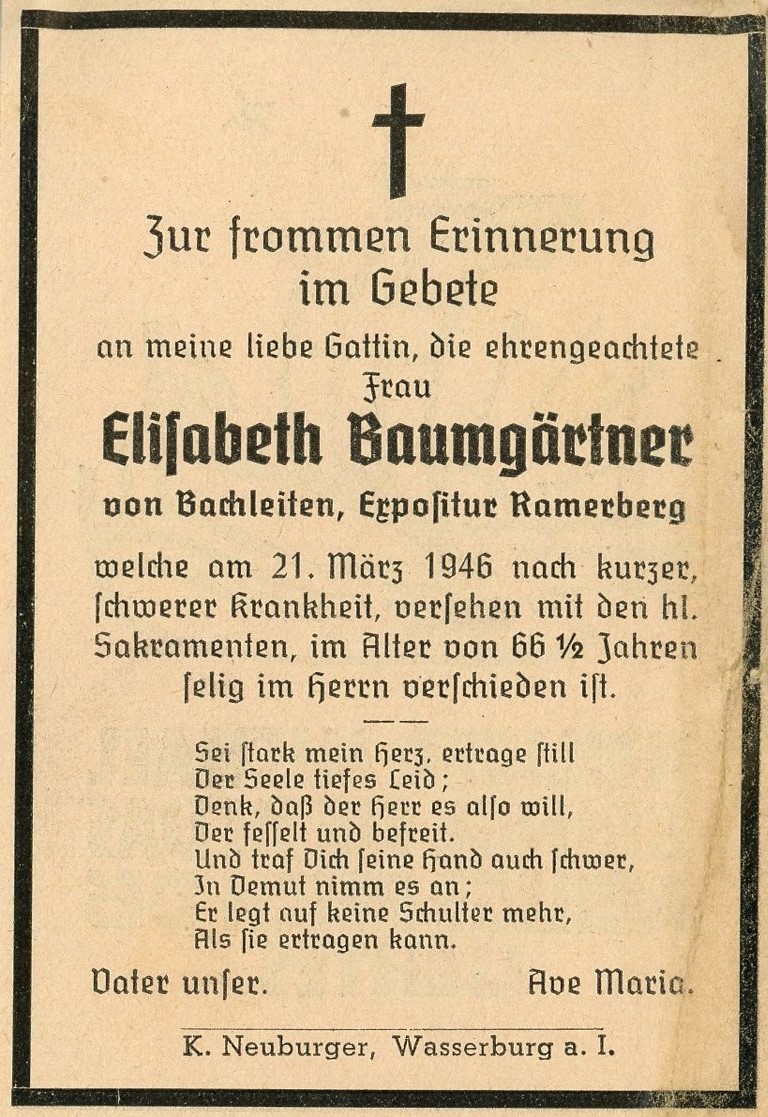 Zur frommen Erinnerung
im Gebete
an meine liebe Gattin, die ehrengeachtete
Frau
Eliſabeth Baumgärtner
von Bachleiten, Expoſitur Ramerberg
welche am 21. März 1946 nach kurzer,
ſchwerer Krankheit, verſehen mit den hl.
Sakramenten, im Alter von 66 ½ Jahren
ſelig im Herrn verſchieden iſt.
Sei ſtark mein Herz, ertrage ſtill
Der Seele tiefes Leid;
Denk, daß der Herr es alſo will,
Der feſſelt und befreit.
Und traf Dich ſeine Hand auch ſchwer,
In Demut nimm es an;
Er legt auf keine Schulter mehr,
Als ſie ertragen kann.
Vater unſer. Ave Maria.
K. Neuburger, Wasserburg a. I.